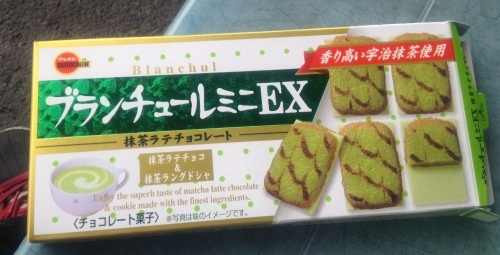 ブルボン
BOURBON
香り高い宇治抹茶使用
Blanchul
ブランチュールミニEX
抹茶ラテチョコレート
抹茶ラテチョコ
&
抹茶ラングドシャ
Enjoy the superb taste of matcha latte chocolate
& cookie made with the finest ingredients.
〈チョコレート菓子〉
※写真は味のイメージです。